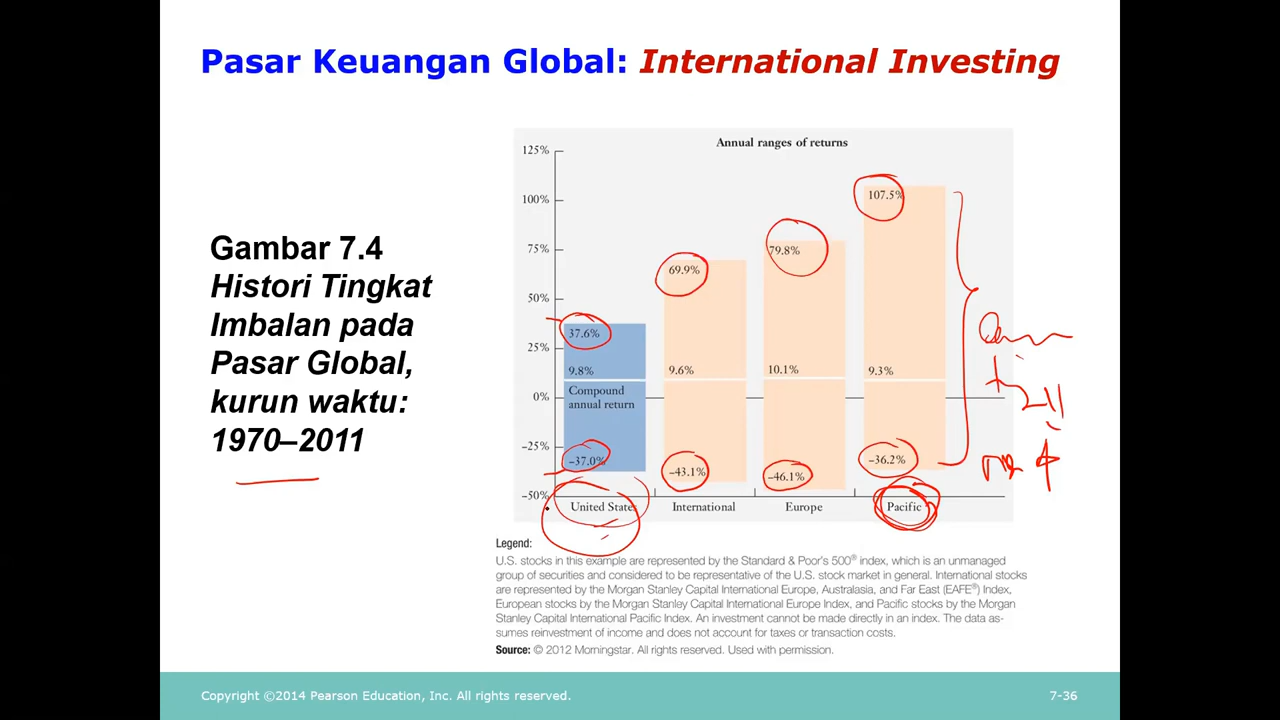 Pasar Keuangan Global: International Investing
Gambar 7.4
Histori Tingkat
Imbalan pada
Pasar Global,
kurun waktu:
1970–2011
Annual ranges of returns
125%
100%
75%
50%
25%
0%
–25%
–50%
37.6%
9.8%
Compound
annual return
–37.0%
United States
69.9%
9.6%
–43.1%
International
79.8%
10.1%
–46.1%
Europe
107.5%
9.3%
–36.2%
Pacific
Legend:
U.S. stocks in this example are represented by the Standard & Poor's 500® index, which is an unmanaged
group of securities and considered to be representative of the U.S. stock market in general. International stocks
are represented by the Morgan Stanley Capital International Europe, Australasia, and Far East (EAFE®) Index,
European stocks by the Morgan Stanley Capital International Europe Index, and Pacific stocks by the Morgan
Stanley Capital International Pacific Index. An investment cannot be made directly in an index. The data as-
sumes reinvestment of income and does not account for taxes or transaction costs.
Source: © 2012 Morningstar. All rights reserved. Used with permission.
Copyright ©2014 Pearson Education, Inc. All rights reserved.
7-36